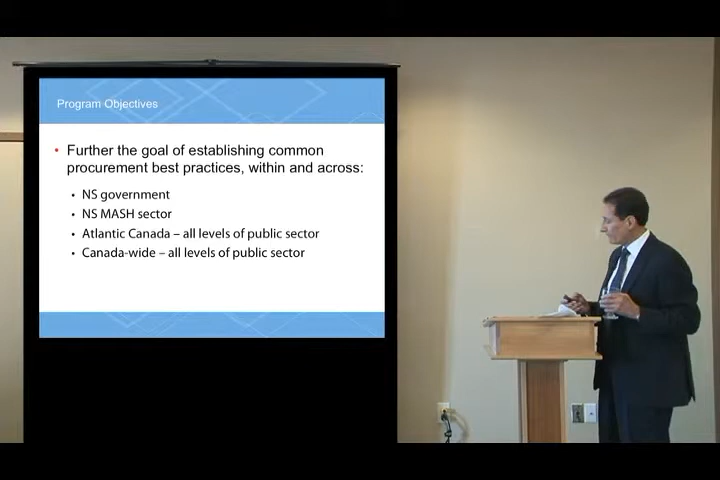 Program Objectives
• Further the goal of establishing common
procurement best practices, within and across:
• NS government
• NS MASH sector
• Atlantic Canada – all levels of public sector
• Canada-wide – all levels of public sector